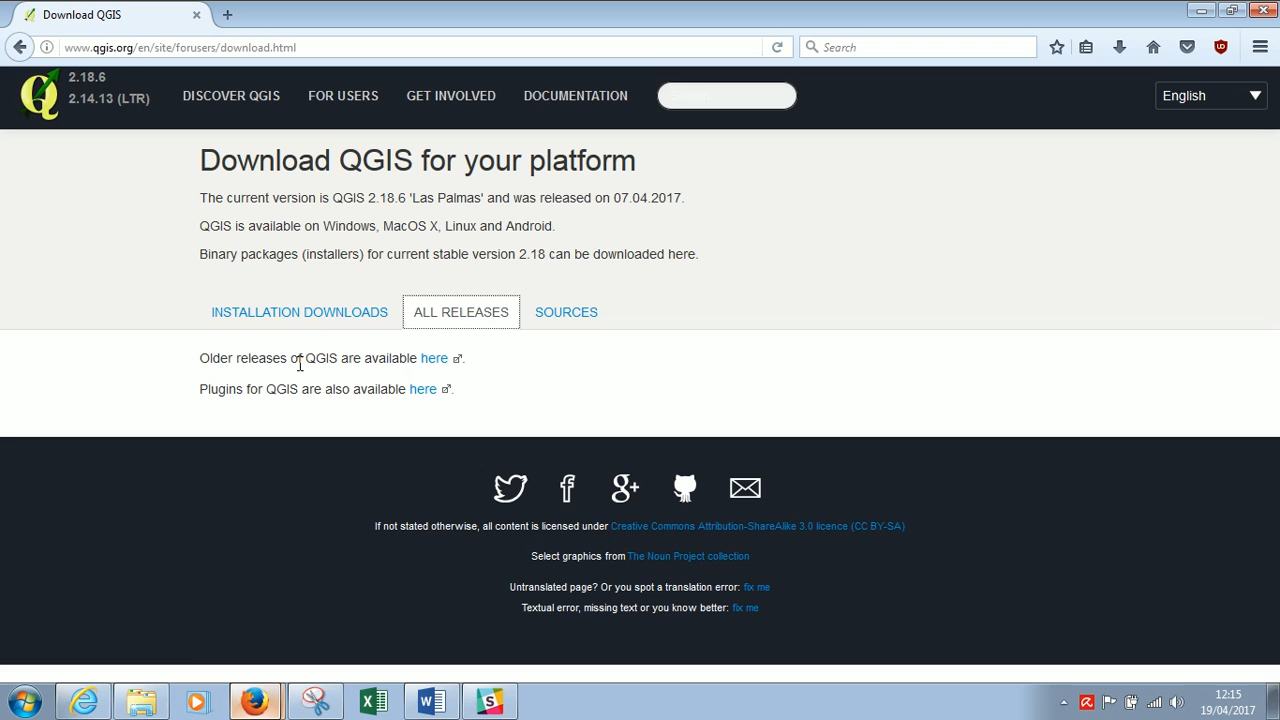 Download QGIS
www.qgis.org/en/site/forusers/download.html
Search
2.18.6
2.14.13 (LTR)
DISCOVER QGIS
FOR USERS
GET INVOLVED
DOCUMENTATION
English
Download QGIS for your platform
The current version is QGIS 2.18.6 'Las Palmas' and was released on 07.04.2017.
QGIS is available on Windows, MacOS X, Linux and Android.
Binary packages (installers) for current stable version 2.18 can be downloaded here.
INSTALLATION DOWNLOADS
ALL RELEASES
SOURCES
Older releases of QGIS are available here.
Plugins for QGIS are also available here.
If not stated otherwise, all content is licensed under Creative Commons Attribution-ShareAlike 3.0 licence (CC BY-SA)
Select graphics from The Noun Project collection
Untranslated page? Or you spot a translation error: fix me
Textual error, missing text or you know better: fix me
12:15
19/04/2017